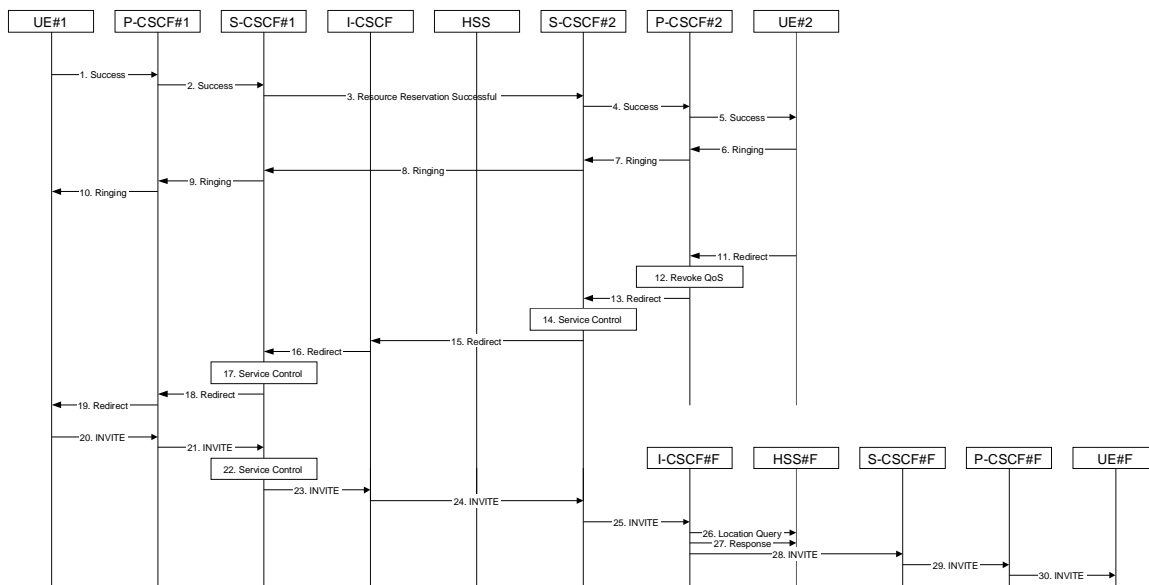 UE#1
P-CSCF#1
S-CSCF#1
I-CSCF
HSS
S-CSCF#2
P-CSCF#2
UE#2
1. Success
2. Success
3. Resource Reservation Successful
4. Success
5. Success
6. Ringing
7. Ringing
8. Ringing
9. Ringing
10. Ringing
11. Redirect
12. Revoke QoS
13. Redirect
14. Service Control
15. Redirect
16. Redirect
17. Service Control
18. Redirect
19. Redirect
20. INVITE
21. INVITE
I-CSCF#F
HSS#F
S-CSCF#F
P-CSCF#F
UE#F
22. Service Control
23. INVITE
24. INVITE
25. INVITE
26. Location Query
27. Response
28. INVITE
29. INVITE
30. INVITE